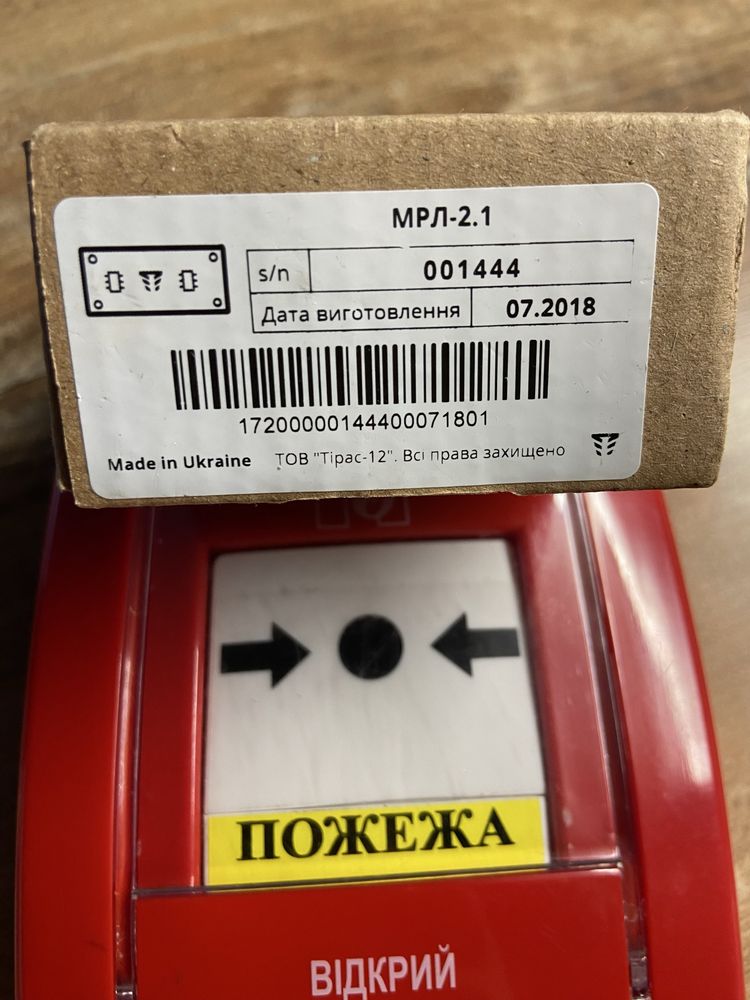 МРЛ-2.1
s/n 001444
Дата виготовлення 07.2018
17200000144400071801
Made in Ukraine ТОВ "Тірас-12". Всі права захищено
ПОЖЕЖА
ВІДКРИЙ